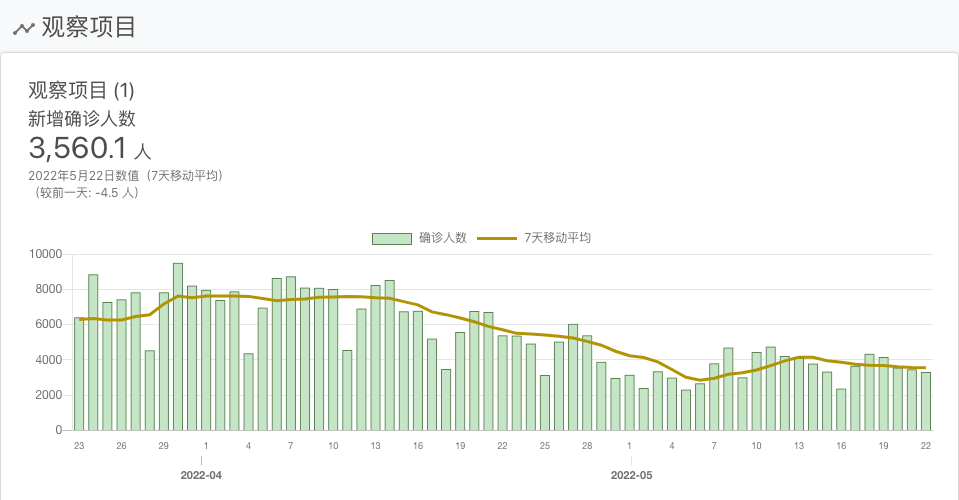 观察项目
观察项目 (1)
新增确诊人数
3,560.1 人
2022年5月22日数值（7天移动平均）
（较前一天: -4.5 人）
确诊人数 7天移动平均
10000
8000
6000
4000
2000
0
23 26 29 1 4 7 10 13 16 19 22 25 28 1 4 7 10 13 16 19 22
2022-04 2022-05